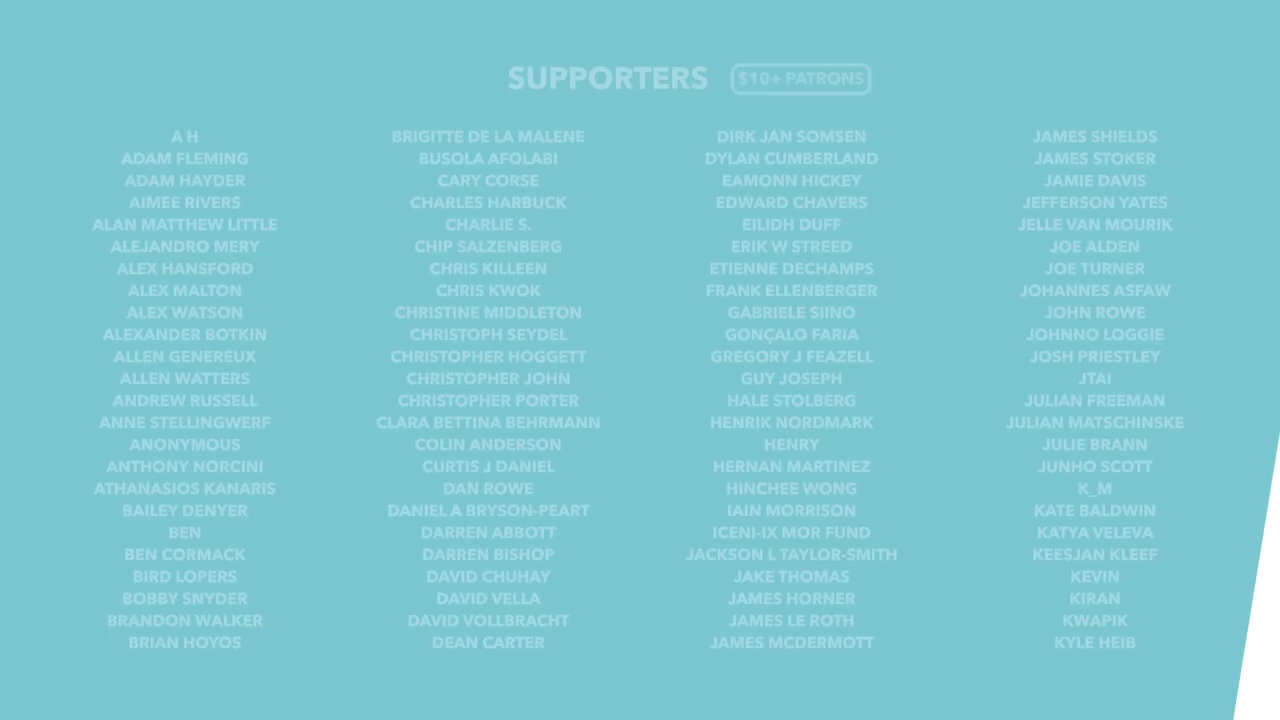 SUPPORTERS $10+ PATRONS
A H
ADAM FLEMING
ADAM HAYDER
AIMEE RIVERS
ALAN MATTHEW LITTLE
ALEJANDRO MERY
ALEX HANSFORD
ALEX MALTON
ALEX WATSON
ALEXANDER BOTKIN
ALLEN GENEREUX
ALLEN WATTERS
ANDREW RUSSELL
ANNE STELLINGWERF
ANONYMOUS
ANTHONY NORCINI
ATHANASIOS KANARIS
BAILEY DENYER
BEN
BEN CORMACK
BIRD LOPERS
BOBBY SNYDER
BRANDON WALKER
BRIAN HOYOS
BRIGITTE DE LA MALENE
BUSOLA AFOLABI
CARY CORSE
CHARLES HARBUCK
CHARLIE S.
CHIP SALZENBERG
CHRIS KILLEEN
CHRIS KWOK
CHRISTINE MIDDLETON
CHRISTOPH SEYDEL
CHRISTOPHER HOGGETT
CHRISTOPHER JOHN
CHRISTOPHER PORTER
CLARA BETTINA BEHRMANN
COLIN ANDERSON
CURTIS J DANIEL
DAN ROWE
DANIEL A BRYSON-PEART
DARREN ABBOTT
DARREN BISHOP
DAVID CHUHAY
DAVID VELLA
DAVID VOLLBRACHT
DEAN CARTER
DIRK JAN SOMSEN
DYLAN CUMBERLAND
EAMONN HICKEY
EDWARD CHAVERS
EILIDH DUFF
ERIK W STREED
ETIENNE DECHAMPS
FRANK ELLENBERGER
GABRIELE SIINO
GONÇALO FARIA
GREGORY J FEAZELL
GUY JOSEPH
HALE STOLBERG
HENRIK NORDMARK
HENRY
HERNAN MARTINEZ
HINCHEE WONG
IAIN MORRISON
ICENI-IX MOR FUND
JACKSON L TAYLOR-SMITH
JAKE THOMAS
JAMES HORNER
JAMES LE ROTH
JAMES MCDERMOTT
JAMES SHIELDS
JAMES STOKER
JAMIE DAVIS
JEFFERSON YATES
JELLE VAN MOURIK
JOE ALDEN
JOE TURNER
JOHANNES ASFAW
JOHN ROWE
JOHNNO LOGGIE
JOSH PRIESTLEY
JTAI
JULIAN FREEMAN
JULIAN MATSCHINSKE
JULIE BRANN
JUNHO SCOTT
K_M
KATE BALDWIN
KATYA VELEVA
KEESJAN KLEEF
KEVIN
KIRAN
KWAPIK
KYLE HEIB